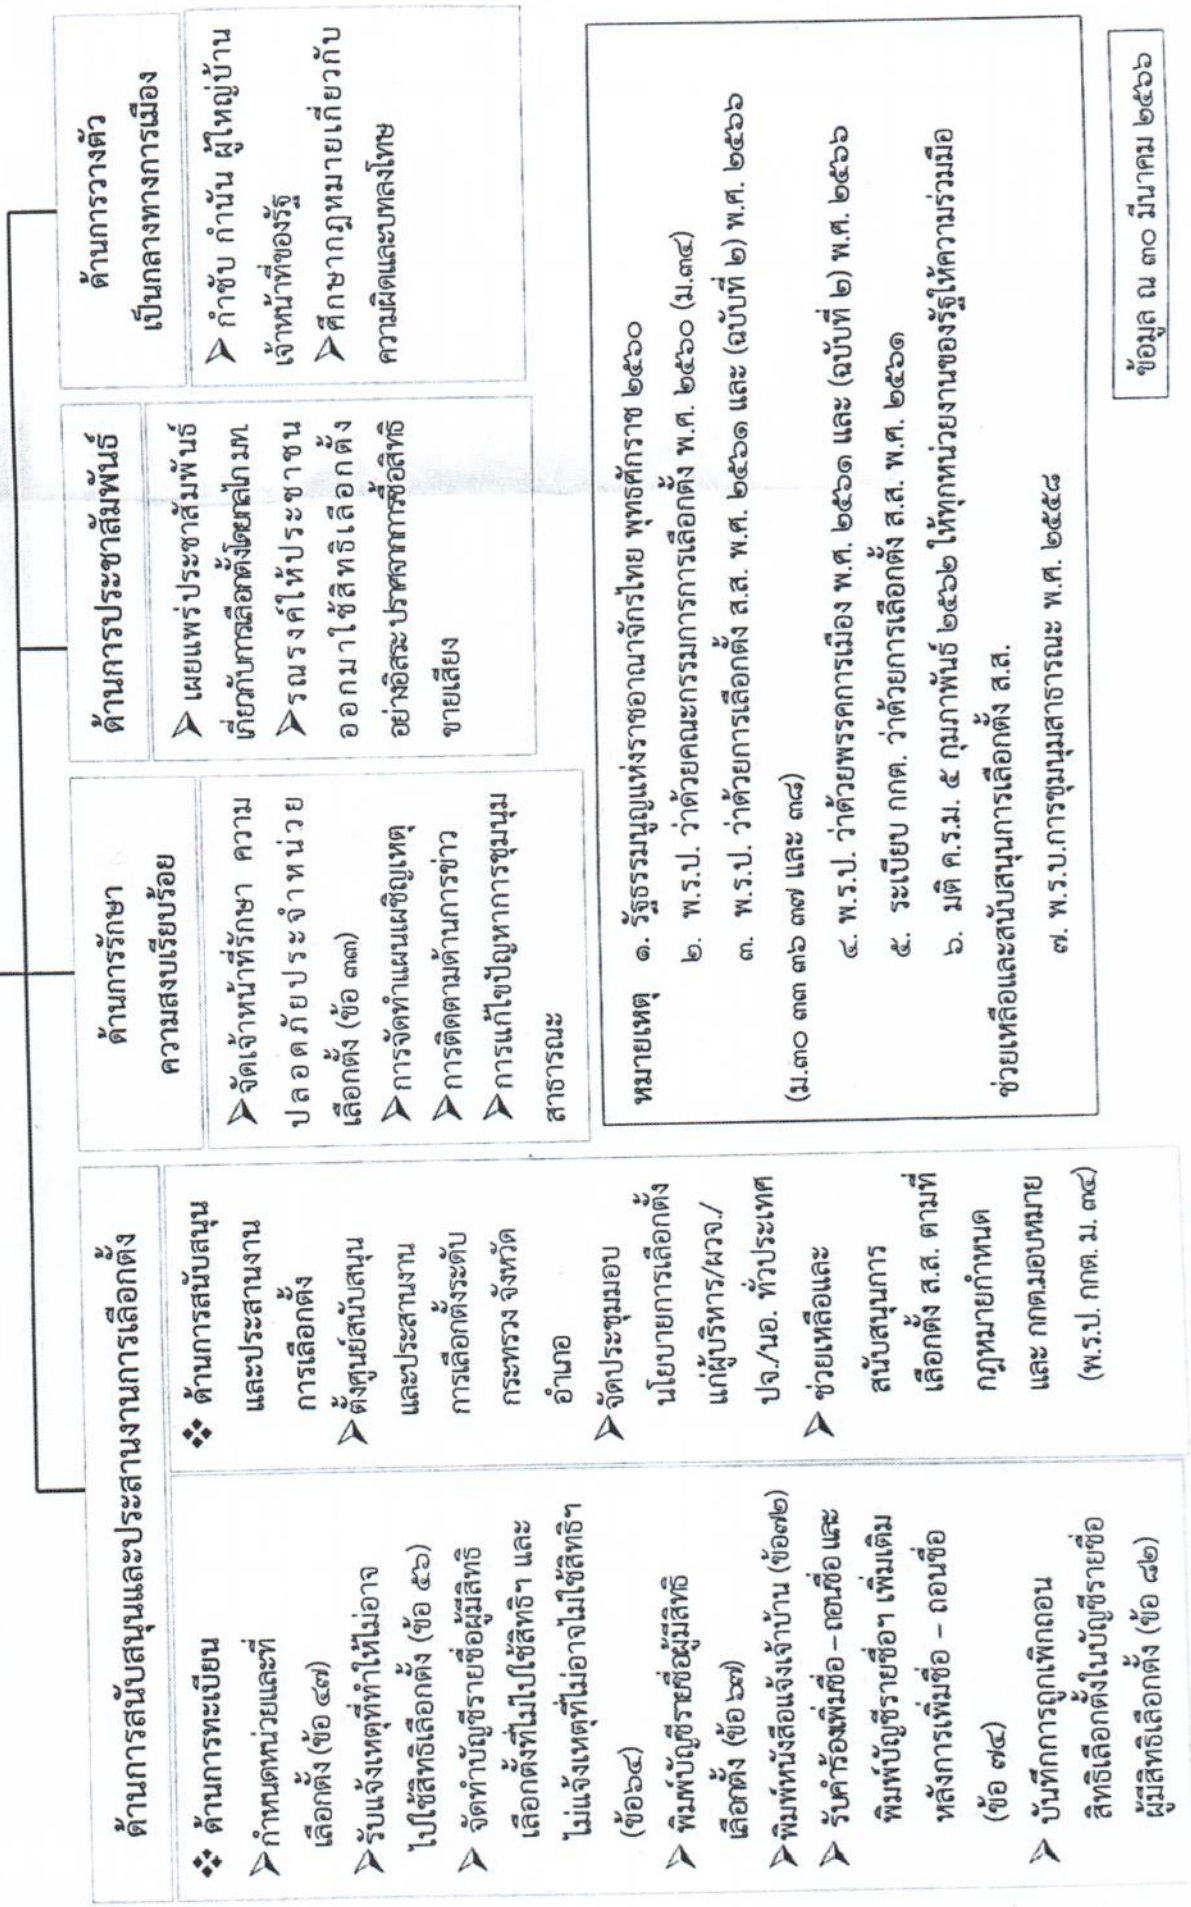 ด้านการสนับสนุนและประสานงานการเลือกตั้ง
❖ ด้านการทะเบียน
➢กำหนดหน่วยและที่
เลือกตั้ง (ข้อ ๔๗)
➢รับแจ้งเหตุที่ทำให้ไม่อาจ
ไปใช้สิทธิเลือกตั้ง (ข้อ ๕๖)
➢ จัดทำบัญชีรายชื่อผู้มีสิทธิ
เลือกตั้งที่ไม่ไปใช้สิทธิฯ และ
ไม่แจ้งเหตุที่ไม่อาจไปใช้สิทธิฯ
(ข้อ๖๔)
➢ พิมพ์บัญชีรายชื่อผู้มีสิทธิ
เลือกตั้ง (ข้อ ๖๗)
➢พิมพ์หนังสือแจ้งเจ้าบ้าน (ข้อ๗๒)
➢ รับคำร้องเพิ่มชื่อ – ถอนชื่อ และ
พิมพ์บัญชีรายชื่อฯ เพิ่มเติม
หลังการเพิ่มชื่อ – ถอนชื่อ
(ข้อ ๗๔)
➢ บันทึกการถูกเพิกถอน
สิทธิเลือกตั้งในบัญชีรายชื่อ
ผู้มีสิทธิเลือกตั้ง (ข้อ ๘๒)
❖ ด้านการสนับสนุน
และประสานงาน
การเลือกตั้ง
➢ตั้งศูนย์สนับสนุน
และประสานงาน
การเลือกตั้งระดับ
กระทรวง จังหวัด
อำเภอ
➢จัดประชุมมอบ
นโยบายการเลือกตั้ง
แก่ผู้บริหาร/ผวจ./
ปจ./นอ. ทั่วประเทศ
➢ ช่วยเหลือและ
สนับสนุนการ
เลือกตั้ง ส.ส. ตามที่
กฎหมายกำหนด
และ กกต.มอบหมาย
(พ.ร.ป. กกต. ม. ๓๔)
ด้านการรักษา
ความสงบเรียบร้อย
➢จัดเจ้าหน้าที่รักษา ความ
ปลอดภัยประจำหน่วย
เลือกตั้ง (ข้อ ๓๓)
➢การจัดทำแผนเผชิญเหตุ
➢การติดตามด้านการข่าว
➢การแก้ไขปัญหาการชุมนุม
สาธารณะ
ด้านการประชาสัมพันธ์
➢ เผยแพร่ประชาสัมพันธ์
เกี่ยวกับการเลือกตั้งโดยกลไก มท.
➢รณรงค์ให้ประชาชน
ออกมาใช้สิทธิเลือกตั้ง
อย่างอิสระ ปราศจากการซื้อสิทธิ
ขายเสียง
ด้านการวางตัว
เป็นกลางทางการเมือง
➢ กำชับ กำนัน ผู้ใหญ่บ้าน
เจ้าหน้าที่ของรัฐ
➢ศึกษากฎหมายเกี่ยวกับ
ความผิดและบทลงโทษ
หมายเหตุ ๑. รัฐธรรมนูญแห่งราชอาณาจักรไทย พุทธศักราช ๒๕๖๐
๒. พ.ร.ป. ว่าด้วยคณะกรรมการการเลือกตั้ง พ.ศ. ๒๕๖๐ (ม.๓๔)
๓. พ.ร.ป. ว่าด้วยการเลือกตั้ง ส.ส. พ.ศ. ๒๕๖๑ และ (ฉบับที่ ๒) พ.ศ. ๒๕๖๖
(ม.๓๐ ๓๓ ๓๖ ๓๗ และ ๓๘)
๔. พ.ร.ป. ว่าด้วยพรรคการเมือง พ.ศ. ๒๕๖๑ และ (ฉบับที่ ๒) พ.ศ. ๒๕๖๖
๕. ระเบียบ กกต. ว่าด้วยการเลือกตั้ง ส.ส. พ.ศ. ๒๕๖๑
๖. มติ ค.ร.ม. ๕ กุมภาพันธ์ ๒๕๖๒ ให้ทุกหน่วยงานของรัฐให้ความร่วมมือ
ช่วยเหลือและสนับสนุนการเลือกตั้ง ส.ส.
๗. พ.ร.บ.การชุมนุมสาธารณะ พ.ศ. ๒๕๕๘
ข้อมูล ณ ๓๐ มีนาคม ๒๕๖๖